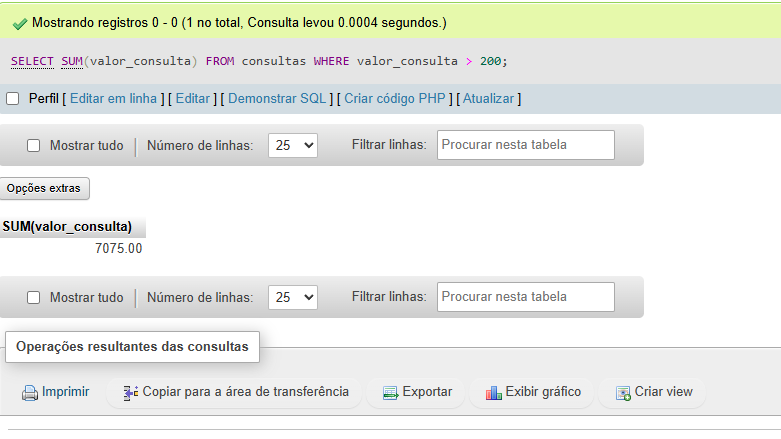 Mostrando registros 0 - 0 (1 no total, Consulta levou 0.0004 segundos.)
SELECT SUM(valor_consulta) FROM consultas WHERE valor_consulta > 200;
Perfil [ Editar em linha ] [ Editar ] [ Demonstrar SQL ] [ Criar código PHP ] [ Atualizar ]
Mostrar tudo | Número de linhas: 25 Filtrar linhas: Procurar nesta tabela
Opções extras
SUM(valor_consulta)
7075.00
Mostrar tudo | Número de linhas: 25 Filtrar linhas: Procurar nesta tabela
Operações resultantes das consultas
Imprimir Copiar para a área de transferência Exportar Exibir gráfico Criar view